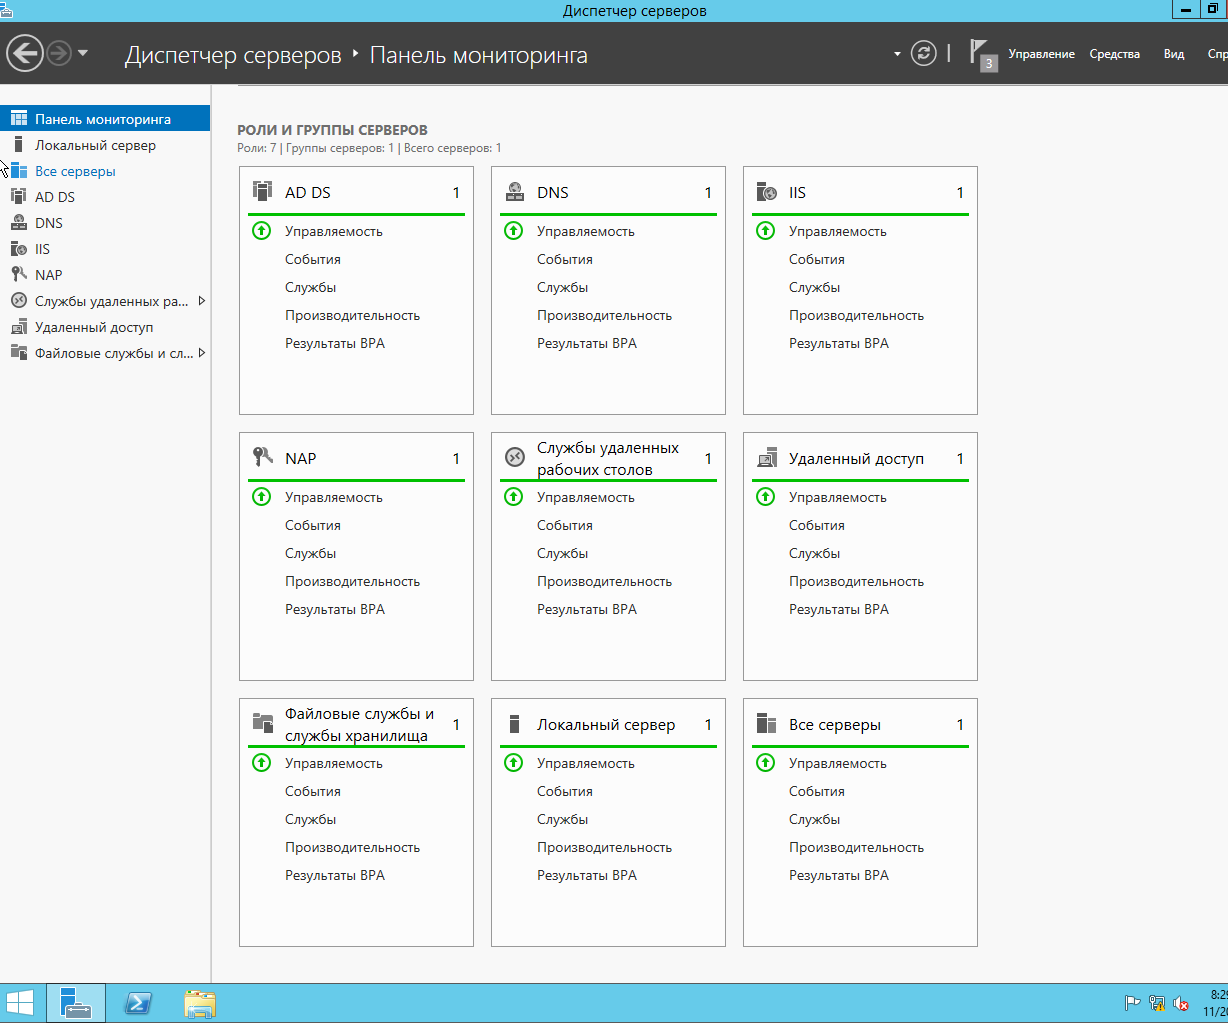 Диспетчер серверов
Диспетчер серверов
Панель мониторинга
3
Управление
Средства
Вид
Спр
Панель мониторинга
Локальный сервер
Все серверы
AD DS
DNS
IIS
NAP
Службы удаленных ра...
Удаленный доступ
Файловые службы и сл...
РОЛИ И ГРУППЫ СЕРВЕРОВ
Роли: 7 | Группы серверов: 1 | Всего серверов: 1
AD DS 1
Управляемость
События
Службы
Производительность
Результаты BPA
DNS 1
Управляемость
События
Службы
Производительность
Результаты BPA
IIS 1
Управляемость
События
Службы
Производительность
Результаты BPA
NAP 1
Управляемость
События
Службы
Производительность
Результаты BPA
Службы удаленных
рабочих столов 1
Управляемость
События
Службы
Производительность
Результаты BPA
Удаленный доступ 1
Управляемость
События
Службы
Производительность
Результаты BPA
Файловые службы и
службы хранилища 1
Управляемость
События
Службы
Производительность
Результаты BPA
Локальный сервер 1
Управляемость
События
Службы
Производительность
Результаты BPA
Все серверы 1
Управляемость
События
Службы
Производительность
Результаты BPA
8:29
11/20